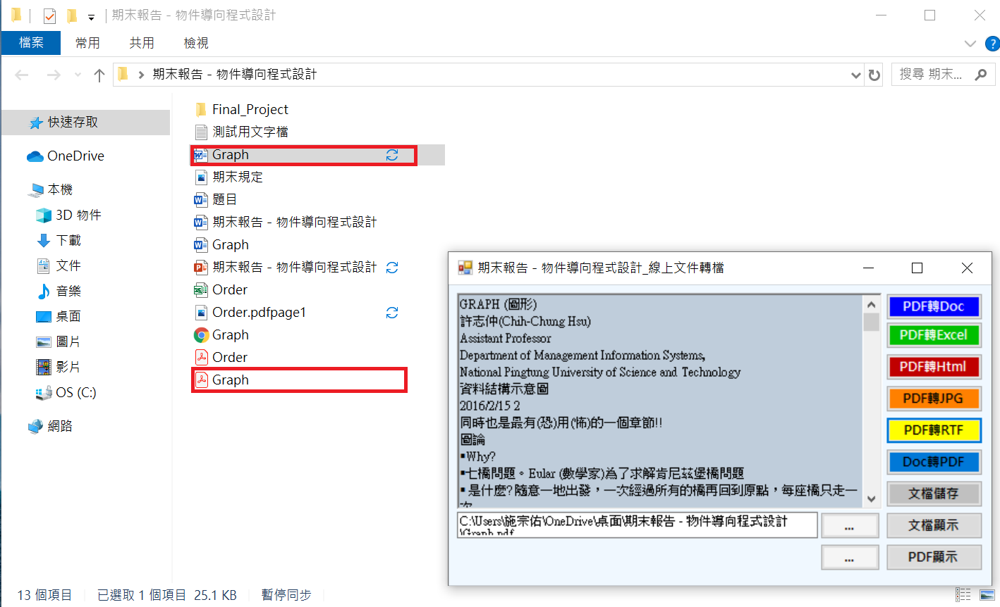 期末報告 - 物件導向程式設計
檔案 常用 共用 檢視
期末報告 - 物件導向程式設計
搜尋 期末...
快速存取
OneDrive
本機
3D 物件
下載
文件
音樂
桌面
圖片
影片
OS (C:)
網路
Final_Project
測試用文字檔
Graph
期末規定
題目
期末報告 - 物件導向程式設計
Graph
期末報告 - 物件導向程式設計
Order
Order.pdfpage1
Graph
Order
Graph
期末報告 - 物件導向程式設計_線上文件轉檔
GRAPH (圖形)
許志仲(Chih-Chung Hsu)
Assistant Professor
Department of Management Information Systems,
National Pingtung University of Science and Technology
資料結構示意圖
2016/2/15 2
同時也是最有(恐)用(怖)的一個章節!!
圖論
▪Why?
▪七橋問題。Eular (數學家)為了求解肯尼茲堡橋問題
▪ 是什麼? 隨意一地出發，一次經過所有的橋再回到原點，每座橋只走一
次
C:\Users\施宗佑\OneDrive\桌面\期末報告 - 物件導向程式設計
\Graph.pdf
...
...
PDF轉Doc
PDF轉Excel
PDF轉Html
PDF轉JPG
PDF轉RTF
Doc轉PDF
文檔儲存
文檔顯示
PDF顯示
13 個項目 已選取 1 個項目 25.1 KB 暫停同步